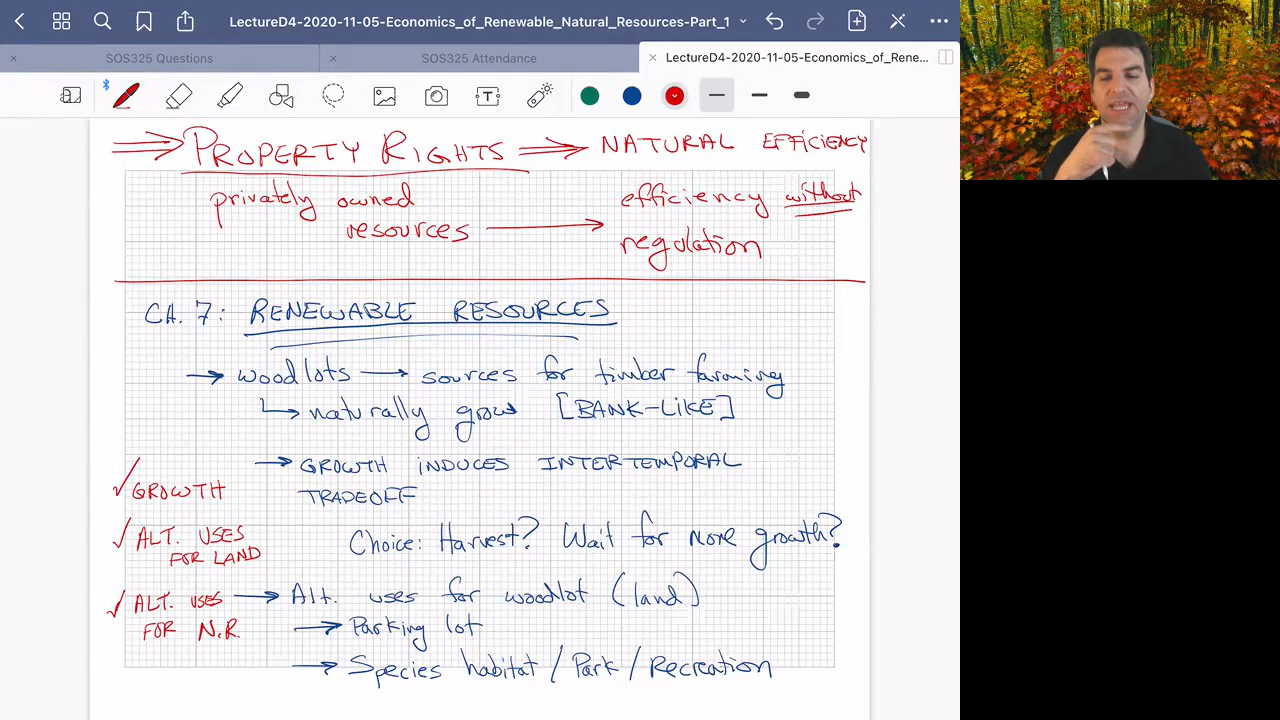 LectureD4-2020-11-05-Economics_of_Renewable_Natural_Resources-Part_1
SOS325 Questions
SOS325 Attendance
LectureD4-2020-11-05-Economics_of_Rene...
⇒ PROPERTY RIGHTS ⇒ NATURAL EFFICIENCY
privately owned
resources → efficiency without
regulation
CH. 7: RENEWABLE RESOURCES
→ woodlots → sources for timber farming
↳ naturally grow [BANK-LIKE]
→ GROWTH INDUCES INTERTEMPORAL
TRADEOFF
✓ GROWTH
Choice: Harvest? Wait for more growth?
✓ ALT. USES
FOR LAND
→ Alt. uses for woodlot (land)
✓ ALT. USES
FOR N.R.
→ Parking lot
→ Species habitat / Park / Recreation